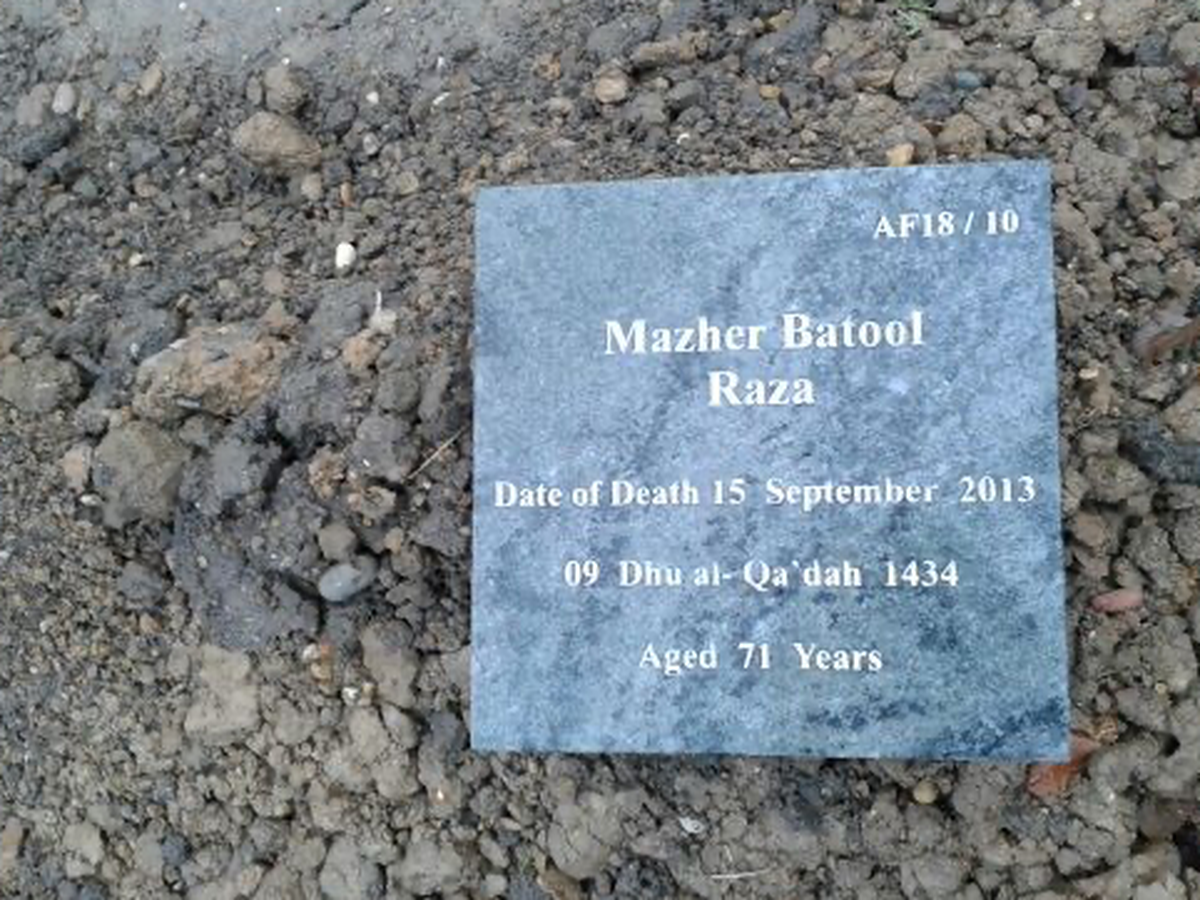 AF18 / 10
Mazher Batool
Raza
Date of Death 15 September 2013
09 Dhu al- Qa`dah 1434
Aged 71 Years